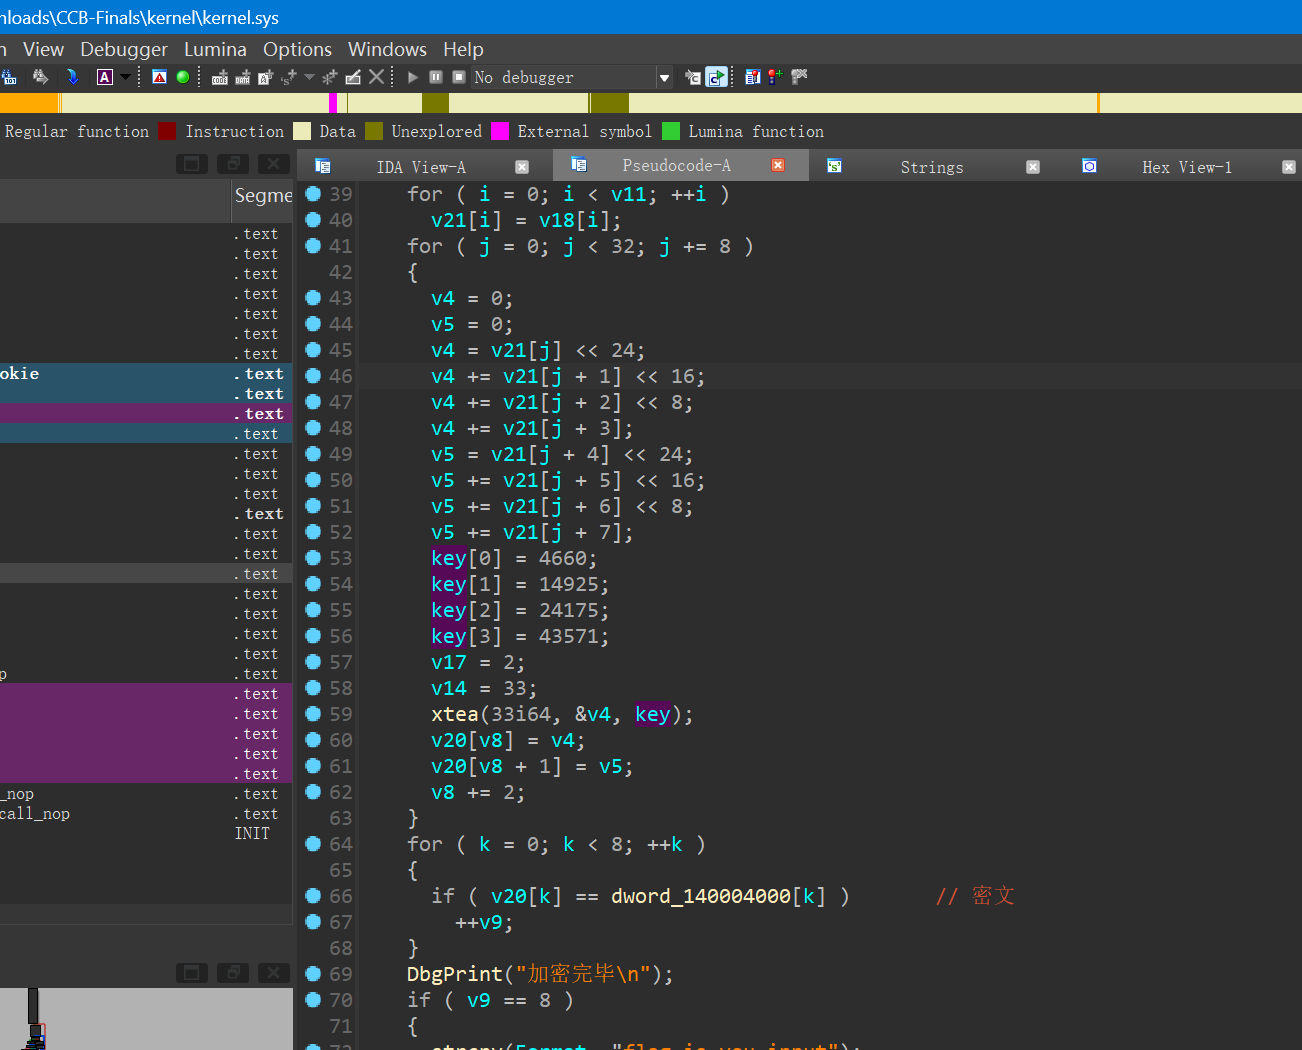 nloads\CCB-Finals\kernel\kernel.sys
View Debugger Lumina Options Windows Help
No debugger
Regular function Instruction Data Unexplored External symbol Lumina function
IDA View-A Pseudocode-A Strings Hex View-1
Segme
.text
.text
.text
.text
.text
.text
.text
okie .text
.text
.text
.text
.text
.text
.text
.text
.text
.text
.text
.text
.text
.text
.text
p .text
.text
.text
.text
.text
.text
_nop .text
call_nop .text
INIT
39 for ( i = 0; i < v11; ++i )
40 v21[i] = v18[i];
41 for ( j = 0; j < 32; j += 8 )
42 {
43 v4 = 0;
44 v5 = 0;
45 v4 = v21[j] << 24;
46 v4 += v21[j + 1] << 16;
47 v4 += v21[j + 2] << 8;
48 v4 += v21[j + 3];
49 v5 = v21[j + 4] << 24;
50 v5 += v21[j + 5] << 16;
51 v5 += v21[j + 6] << 8;
52 v5 += v21[j + 7];
53 key[0] = 4660;
54 key[1] = 14925;
55 key[2] = 24175;
56 key[3] = 43571;
57 v17 = 2;
58 v14 = 33;
59 xtea(33i64, &v4, key);
60 v20[v8] = v4;
61 v20[v8 + 1] = v5;
62 v8 += 2;
63 }
64 for ( k = 0; k < 8; ++k )
65 {
66 if ( v20[k] == dword_140004000[k] ) // 密文
67 ++v9;
68 }
69 DbgPrint("加密完毕\n");
70 if ( v9 == 8 )
71 {